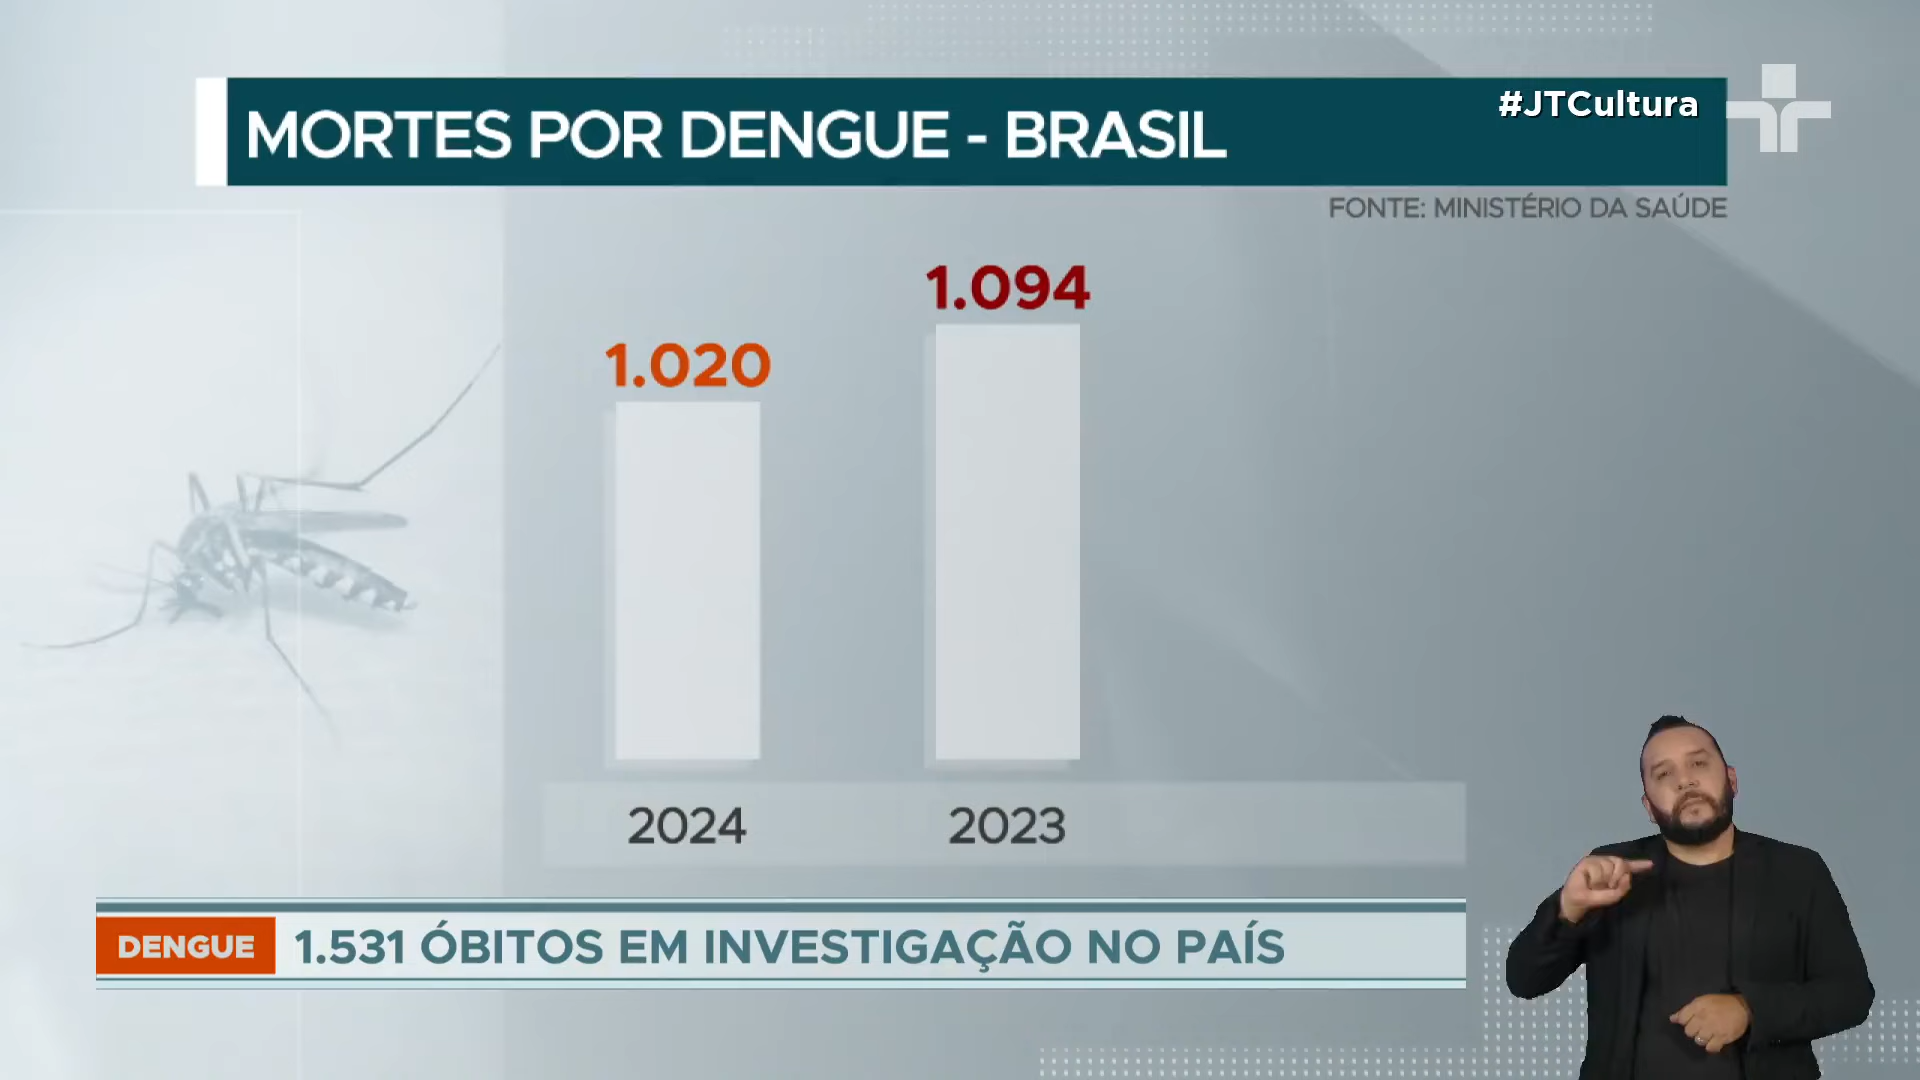 #JTCultura
MORTES POR DENGUE - BRASIL
FONTE: MINISTÉRIO DA SAÚDE
1.020
1.094
2024
2023
DENGUE
1.531 ÓBITOS EM INVESTIGAÇÃO NO PAÍS